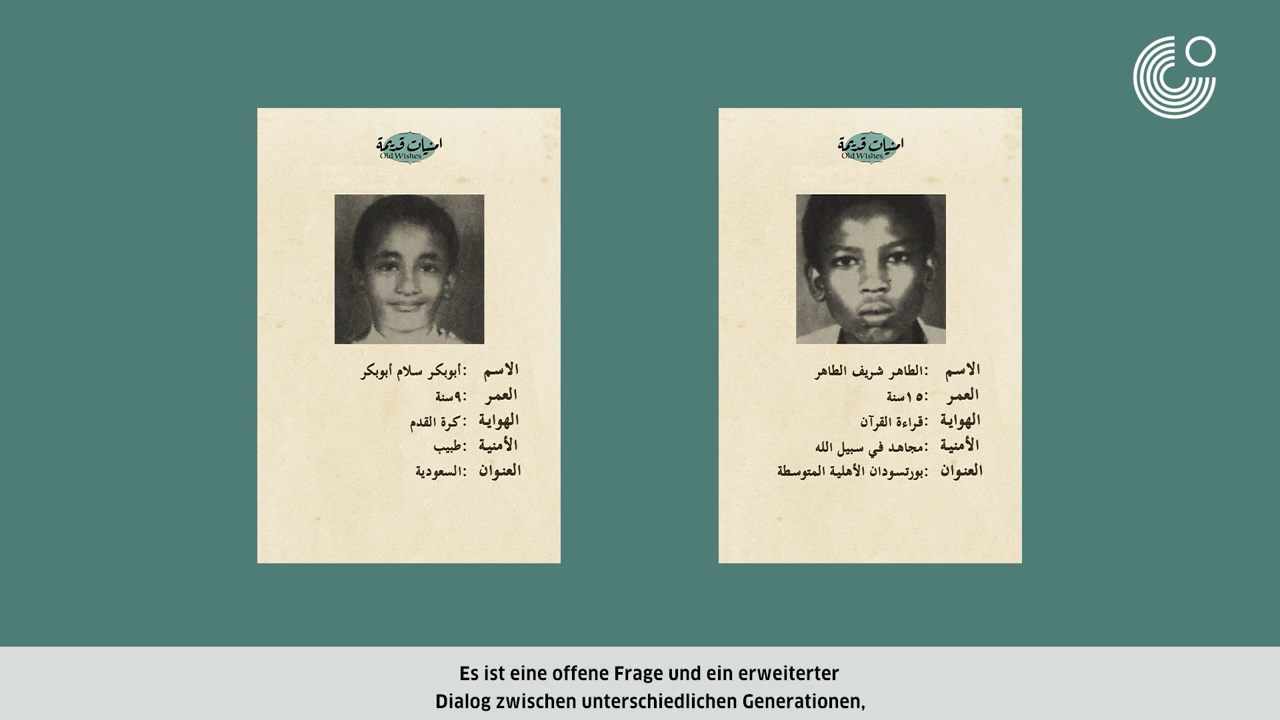 امنيات قديمة
Old Wishes
الاسم :أبوبكر سلام أبوبكر
العمر :٩سنة
الهواية :كرة القدم
الأمنية :طبيب
العنوان :السعودية
امنيات قديمة
Old Wishes
الاسم :الطاهر شريف الطاهر
العمر :١٥سنة
الهواية :قراءة القرآن
الأمنية :مجاهد في سبيل الله
العنوان :بورتسودان الأهلية المتوسطة
Es ist eine offene Frage und ein erweiterter
Dialog zwischen unterschiedlichen Generationen,